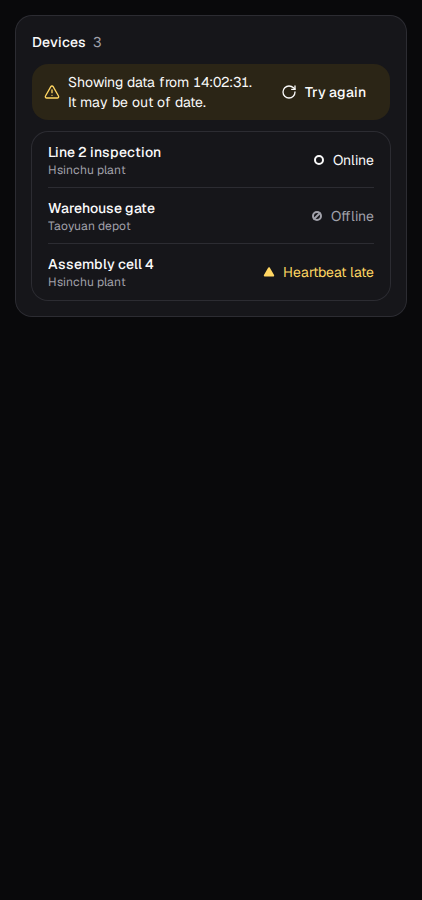 Devices 3
Showing data from 14:02:31.
It may be out of date.
Try again
Line 2 inspection
Hsinchu plant
Online
Warehouse gate
Taoyuan depot
Offline
Assembly cell 4
Hsinchu plant
Heartbeat late